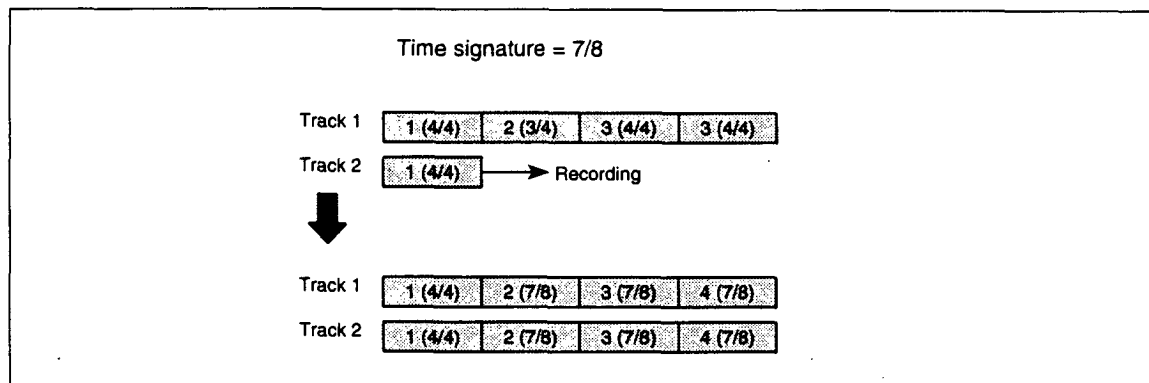 Time signature = 7/8
Track 1 1 (4/4) 2 (3/4) 3 (4/4) 3 (4/4)
Track 2 1 (4/4) Recording
Track 1 1 (4/4) 2 (7/8) 3 (7/8) 4 (7/8)
Track 2 1 (4/4) 2 (7/8) 3 (7/8) 4 (7/8)